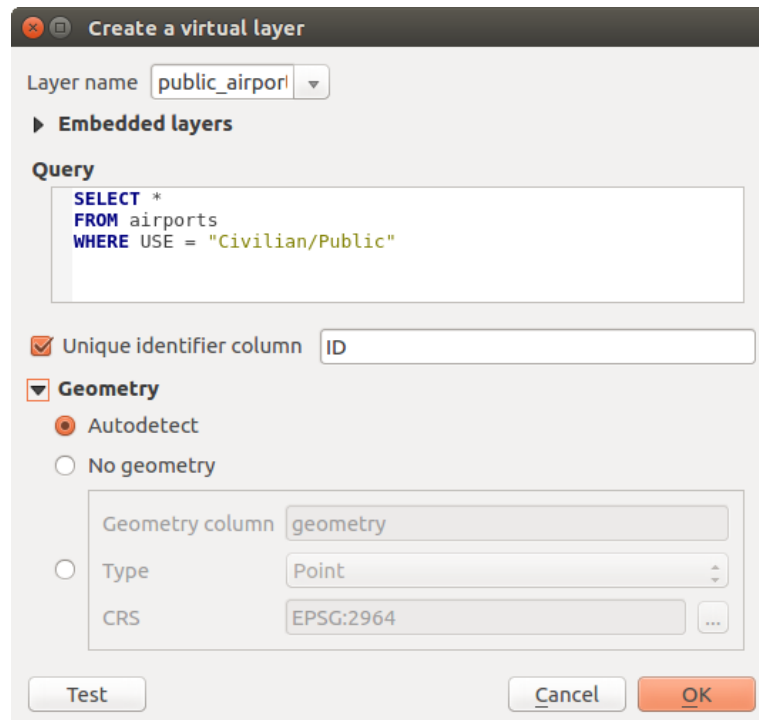 Create a virtual layer
Layer name public_airport
Embedded layers
Query
SELECT *
FROM airports
WHERE USE = "Civilian/Public"
Unique identifier column ID
Geometry
Autodetect
No geometry
Geometry column geometry
Type Point
CRS EPSG:2964 ...
Test Cancel OK